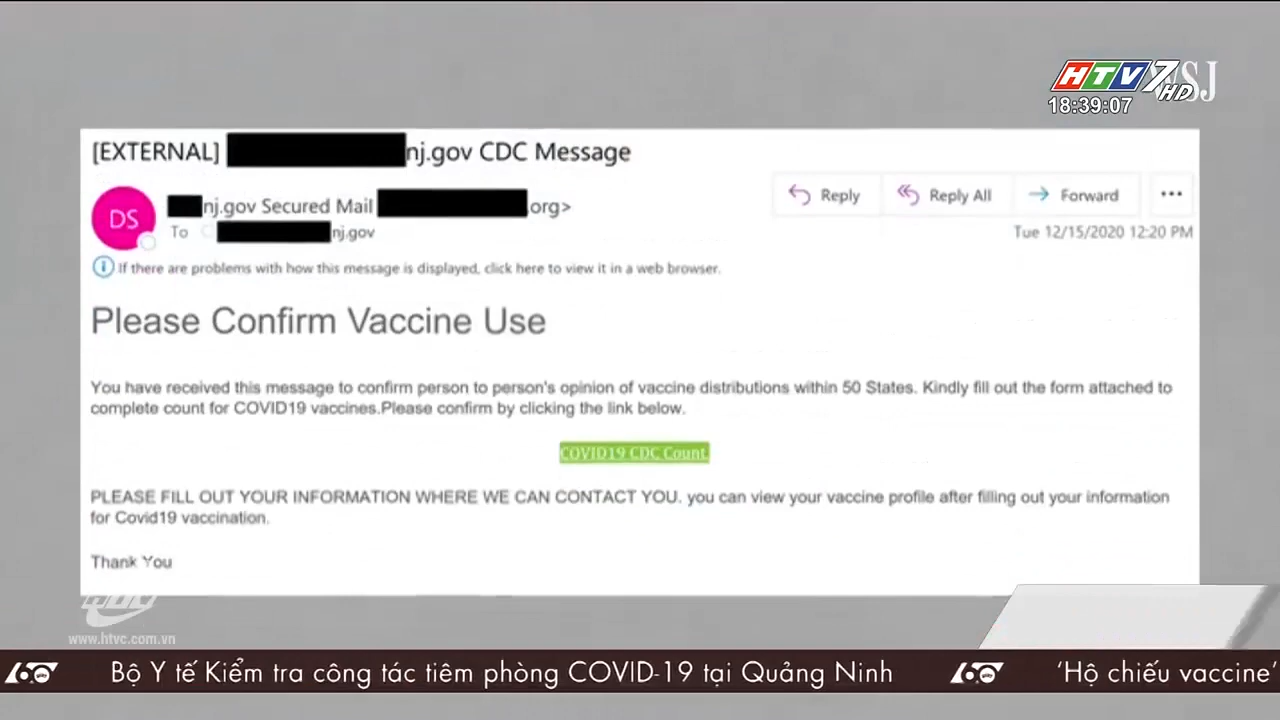 HTV7 HD
WSJ
18:39:07
[EXTERNAL] nj.gov CDC Message
DS
nj.gov Secured Mail .org>
To nj.gov
Reply
Reply All
Forward
Tue 12/15/2020 12:20 PM
If there are problems with how this message is displayed, click here to view it in a web browser.
Please Confirm Vaccine Use
You have received this message to confirm person to person's opinion of vaccine distributions within 50 States. Kindly fill out the form attached to
complete count for COVID19 vaccines.Please confirm by clicking the link below.
COVID19 CDC Count
PLEASE FILL OUT YOUR INFORMATION WHERE WE CAN CONTACT YOU. you can view your vaccine profile after filling out your information
for Covid19 vaccination.
Thank You
www.htvc.com.vn
60 Bộ Y tế Kiểm tra công tác tiêm phòng COVID-19 tại Quảng Ninh 60 'Hộ chiếu vaccine'